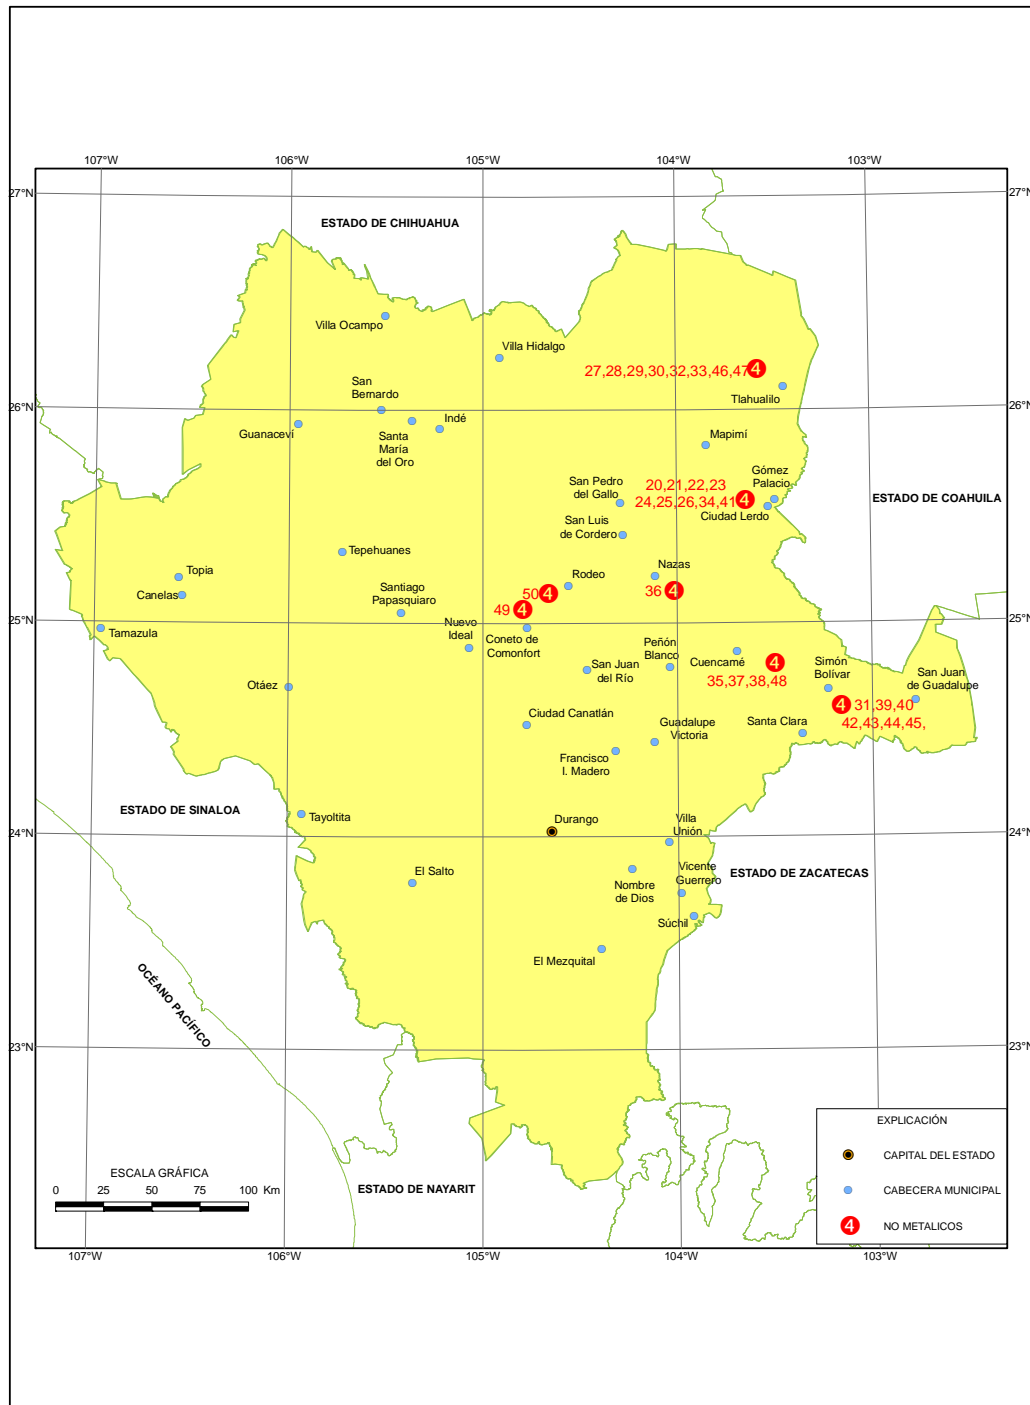 107°W
106°W
105°W
104°W
103°W
27°N
27°N
ESTADO DE CHIHUAHUA
Villa Ocampo
Villa Hidalgo
27,28,29,30,32,33,46,47
4
Tlahualilo
San
Bernardo
26°N
26°N
Guanaceví
Santa
María
del Oro
Indé
Mapimí
Gómez
Palacio
San Pedro
del Gallo
20,21,22,23
24,25,26,34,41
4
ESTADO DE COAHUILA
Ciudad Lerdo
San Luis
de Cordero
Tepehuanes
Topia
Canelas
Santiago
Papasquiaro
Rodeo
Nazas
50
4
49
4
36
4
25°N
25°N
Tamazula
Nuevo
Ideal
Coneto de
Comonfort
Peñón
Blanco
Cuencamé
4
35,37,38,48
Simón
Bolívar
San Juan
de Guadalupe
San Juan
del Río
Otáez
4
31,39,40
42,43,44,45,
Ciudad Canatlán
Guadalupe
Victoria
Santa Clara
Francisco
I. Madero
ESTADO DE SINALOA
Tayoltita
Durango
Villa
Unión
24°N
24°N
El Salto
Nombre
de Dios
Vicente
Guerrero
ESTADO DE ZACATECAS
Súchil
El Mezquital
OCÉANO PACÍFICO
23°N
23°N
EXPLICACIÓN
CAPITAL DEL ESTADO
CABECERA MUNICIPAL
4
NO METALICOS
ESCALA GRÁFICA
0
25
50
75
100
Km
ESTADO DE NAYARIT
107°W
106°W
105°W
104°W
103°W